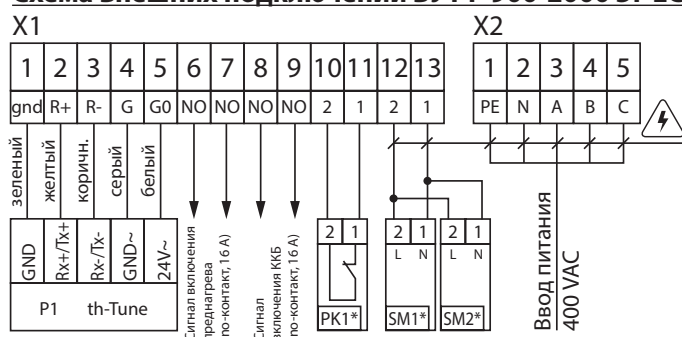 X1
X2
1 2 3 4 5 6 7 8 9 10 11 12 13
1 2 3 4 5
gnd R+ R- G G0 NO NO NO NO 2 1 2 1
PE N A B C
зеленый
желтый
коричн.
серый
белый
GND
Rx+/Tx+
Rx-/Tx-
GND~
24V~
P1 th-Tune
Сигнал включения
преднагрева
no-контакт, 16 А)
Сигнал
включения ККБ
no-контакт, 16 А)
2 1
PK1*
2 1
L N
SM1*
2 1
L N
SM2*
Ввод питания
400 VAC